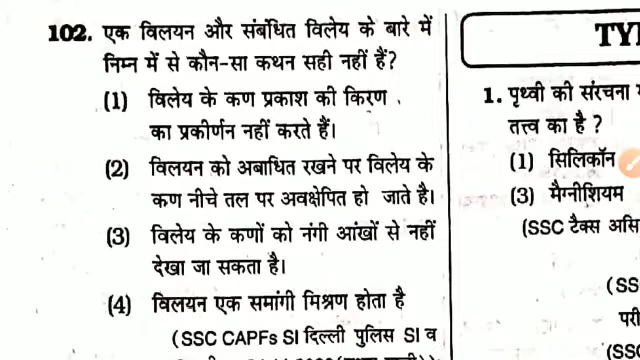 102. एक विलयन और संबंधित विलेय के बारे में
निम्न में से कौन-सा कथन सही नहीं हैं?
(1) विलेय के कण प्रकाश की किरण
का प्रकीर्णन नहीं करते हैं।
(2) विलयन को अबाधित रखने पर विलेय के
कण नीचे तल पर अवक्षेपित हो जाते है।
(3) विलेय के कणों को नंगी आंखों से नहीं
देखा जा सकता है।
(4) विलयन एक समांगी मिश्रण होता है
(SSC CAPFs SI दिल्ली पुलिस SI व
TYP
1. पृथ्वी की संरचना
तत्त्व का है ?
(1) सिलिकॉन
(3) मैग्नीशियम
(SSC टैक्स असि
(SS
परी
(SSC